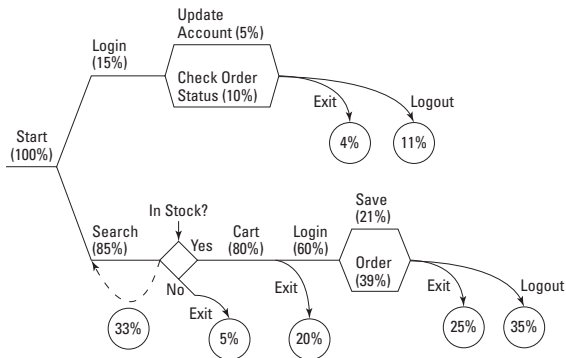 Update
Account (5%)
Login
(15%)
Check Order
Status (10%)
Exit
Logout
4%
11%
Start
(100%)
In Stock?
Search
(85%)
Yes
Cart
(80%)
Login
(60%)
Save
(21%)
Order
(39%)
No
Exit
Exit
Exit
Logout
33%
5%
20%
25%
35%